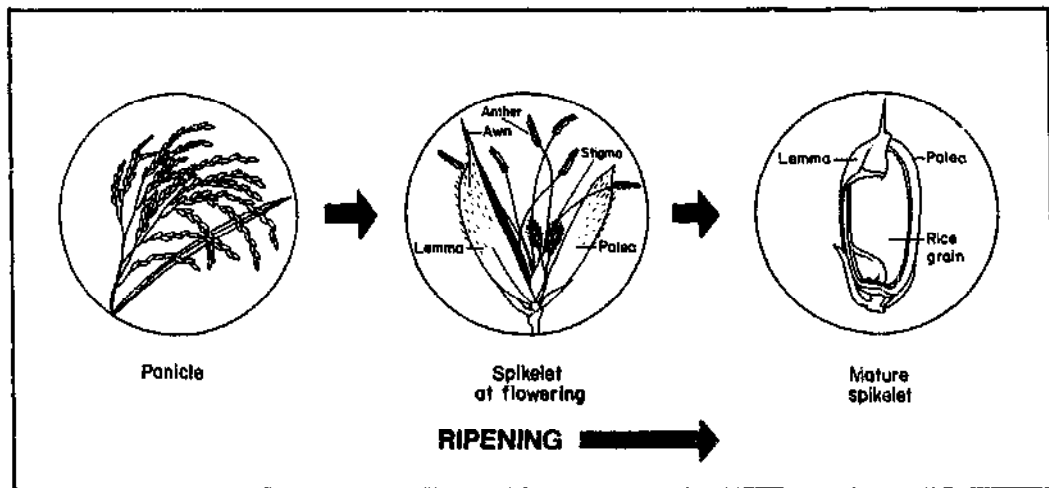 Anther
Awn
Stigma
Lemma
Palea
Lemma
Palea
Rice
grain
Panicle
Spikelet
at flowering
Mature
spikelet
RIPENING